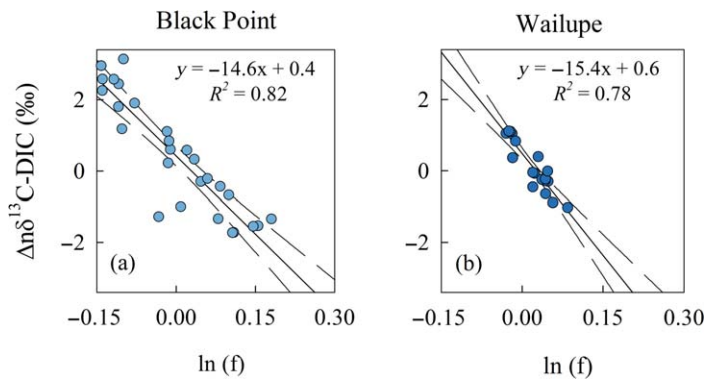 Black Point
Wailupe
Δnδ¹³C-DIC (‰)
2
0
−2
y = −14.6x + 0.4
R² = 0.82
(a)
−0.15 0.00 0.15 0.30
ln (f)
2
0
−2
y = −15.4x + 0.6
R² = 0.78
(b)
−0.15 0.00 0.15 0.30
ln (f)